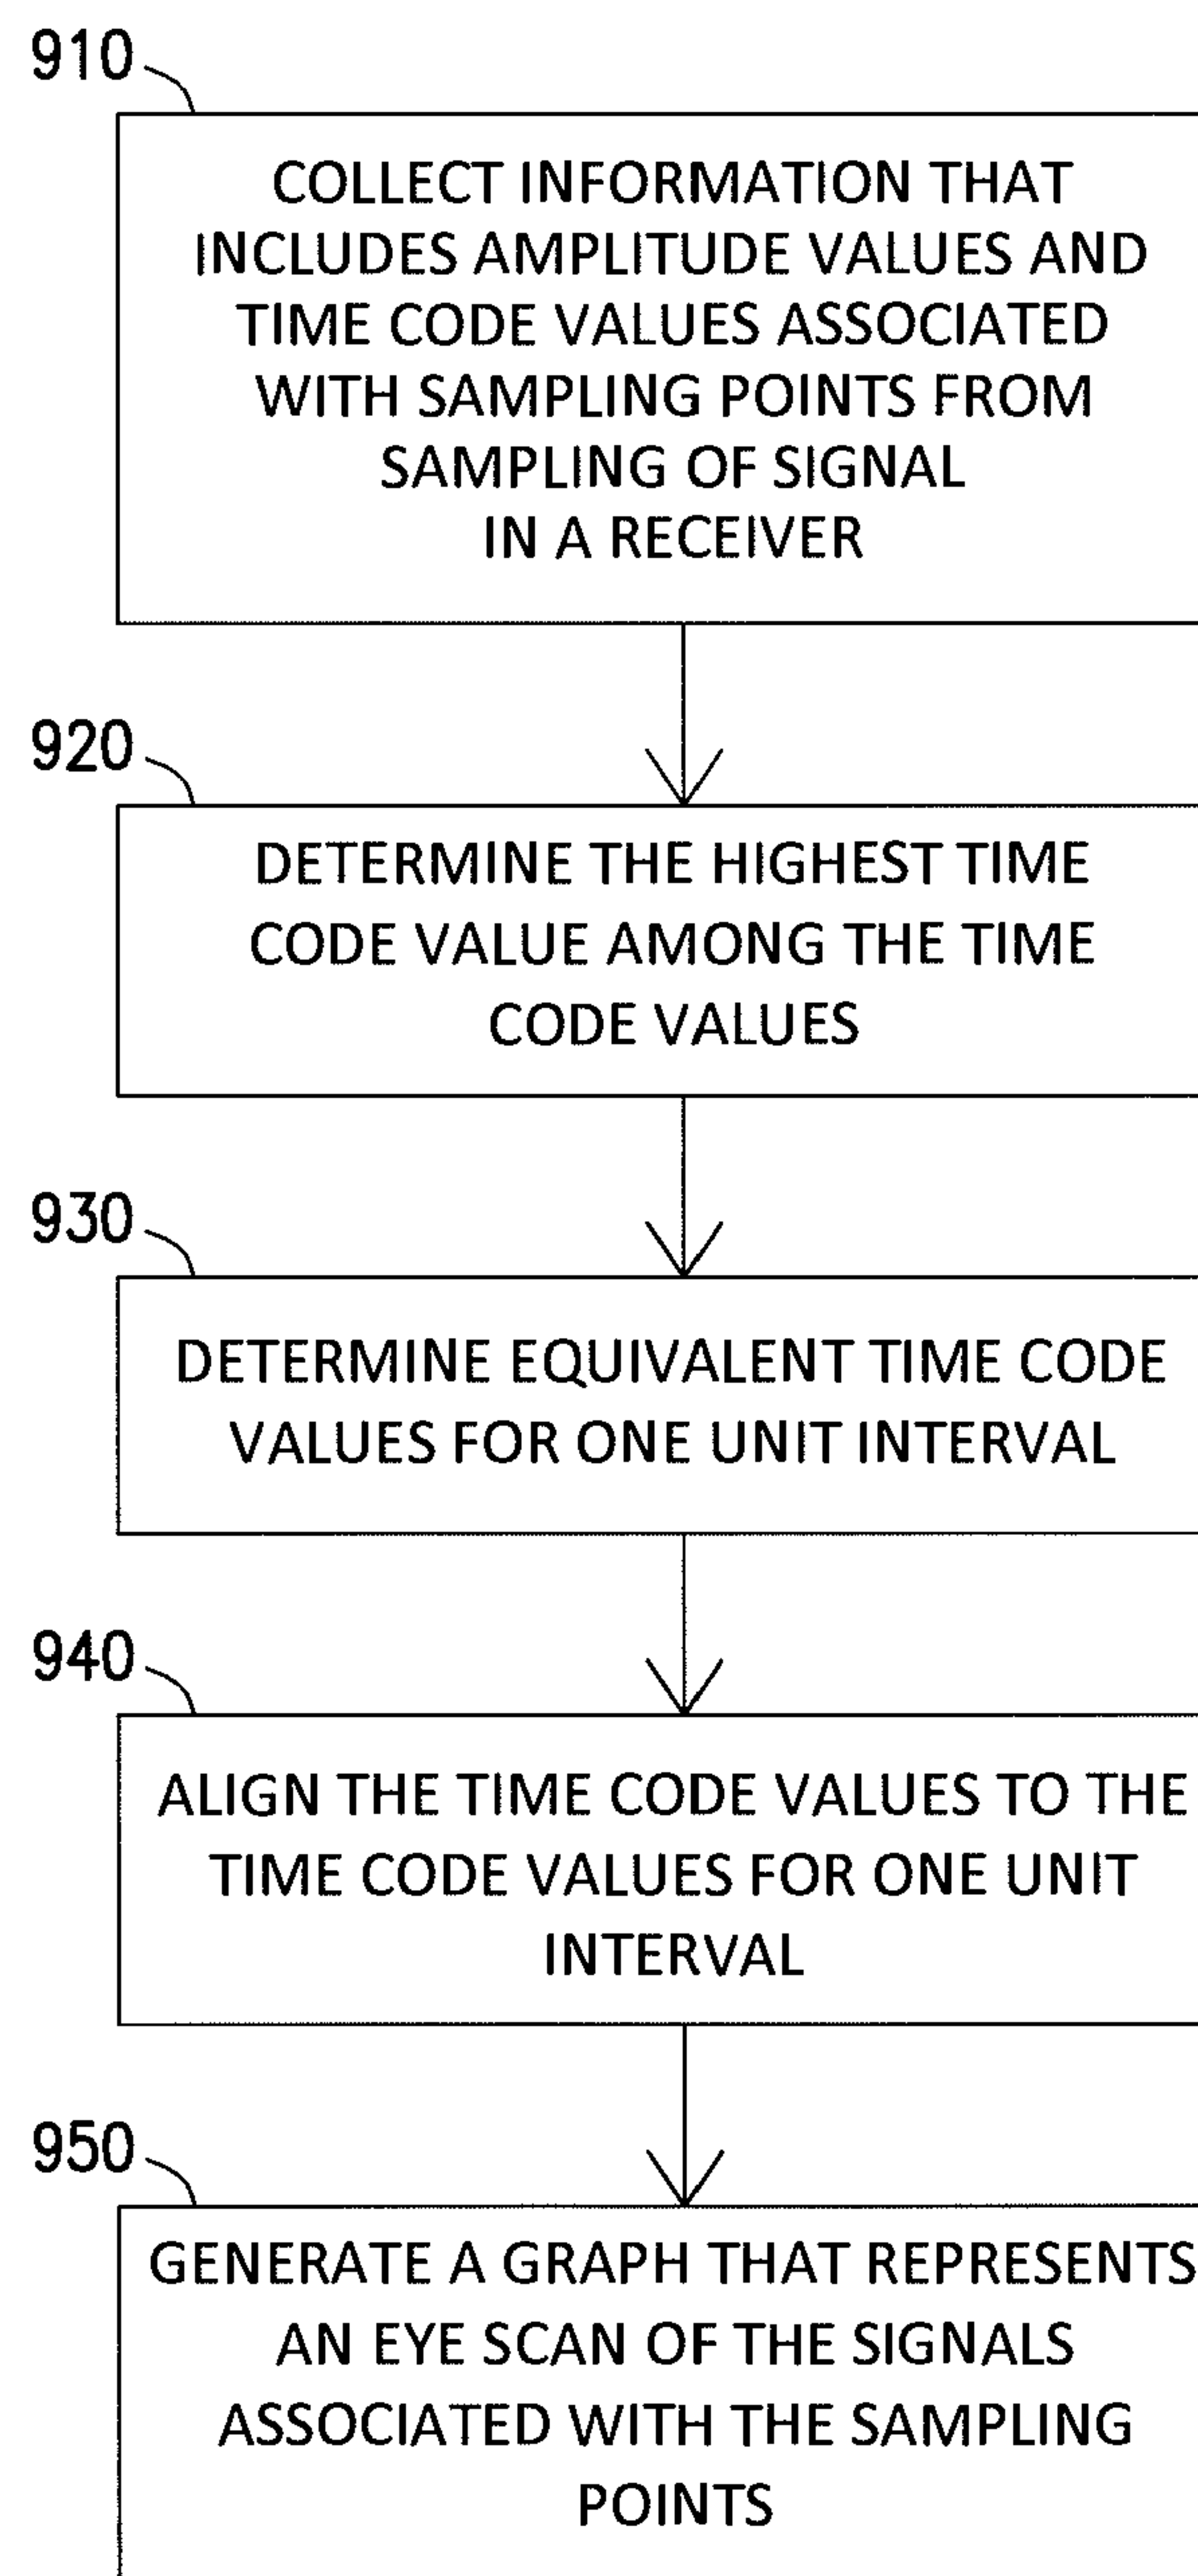 910
COLLECT INFORMATION THAT
INCLUDES AMPLITUDE VALUES AND
TIME CODE VALUES ASSOCIATED
WITH SAMPLING POINTS FROM
SAMPLING OF SIGNAL
IN A RECEIVER
920
DETERMINE THE HIGHEST TIME
CODE VALUE AMONG THE TIME
CODE VALUES
930
DETERMINE EQUIVALENT TIME CODE
VALUES FOR ONE UNIT INTERVAL
940
ALIGN THE TIME CODE VALUES TO THE
TIME CODE VALUES FOR ONE UNIT
INTERVAL
950
GENERATE A GRAPH THAT REPRESENTS
AN EYE SCAN OF THE SIGNALS
ASSOCIATED WITH THE SAMPLING
POINTS